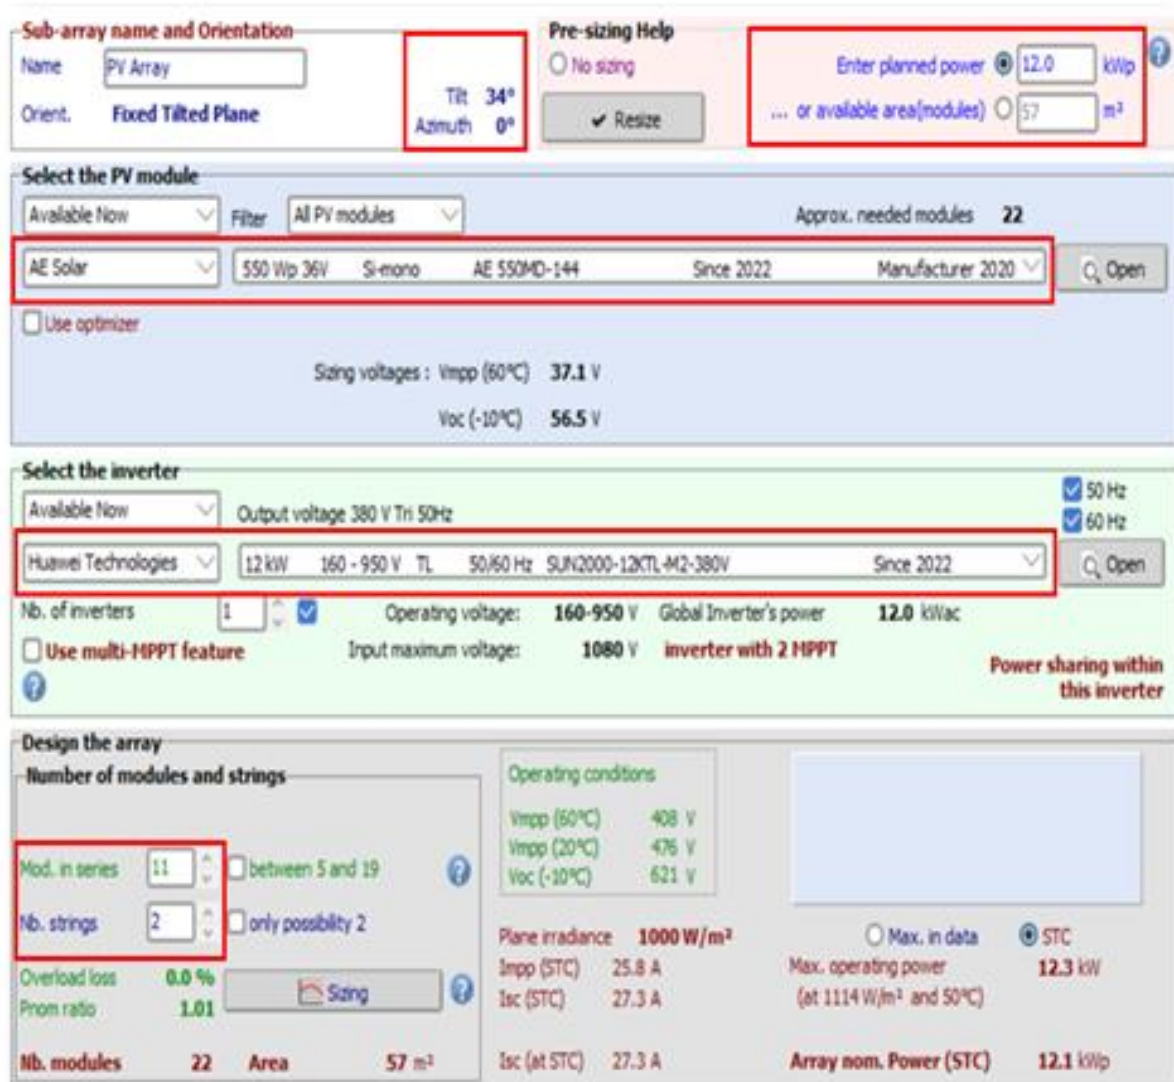 Sub-array name and Orientation
Name PV Array
Orient. Fixed Tilted Plane
Tilt 34°
Azimuth 0°
Pre-sizing Help
No sizing
Resize
Enter planned power 12.0 kWp
... or available area(modules) 57 m²
?
Select the PV module
Available Now Filter All PV modules Approx. needed modules 22
AE Solar 550 Wp 36V Si-mono AE 550MD-144 Since 2022 Manufacturer 2020 Open
Use optimizer
Sizing voltages : Vmpp (60°C) 37.1 V
Voc (-10°C) 56.5 V
Select the inverter
Available Now Output voltage 380 V Tri 50Hz
50 Hz
60 Hz
Huawei Technologies 12 kW 160 - 950 V TL 50/60 Hz SUN2000-12KTL-M2-380V Since 2022 Open
Nb. of inverters 1 Operating voltage: 160-950 V Global Inverter's power 12.0 kWac
Use multi-MPPT feature Input maximum voltage: 1080 V inverter with 2 MPPT
?
Power sharing within
this inverter
Design the array
Number of modules and strings
Mod. in series 11 between 5 and 19 ?
Nb. strings 2 only possibility 2
Overload loss 0.0 %
Pnom ratio 1.01
Sizing ?
Nb. modules 22 Area 57 m²
Operating conditions
Vmpp (60°C) 408 V
Vmpp (20°C) 476 V
Voc (-10°C) 621 V
Plane irradiance 1000 W/m²
Impp (STC) 25.8 A
Isc (STC) 27.3 A
Isc (at STC) 27.3 A
Max. in data STC
Max. operating power 12.3 kW
(at 1114 W/m² and 50°C)
Array nom. Power (STC) 12.1 kWp